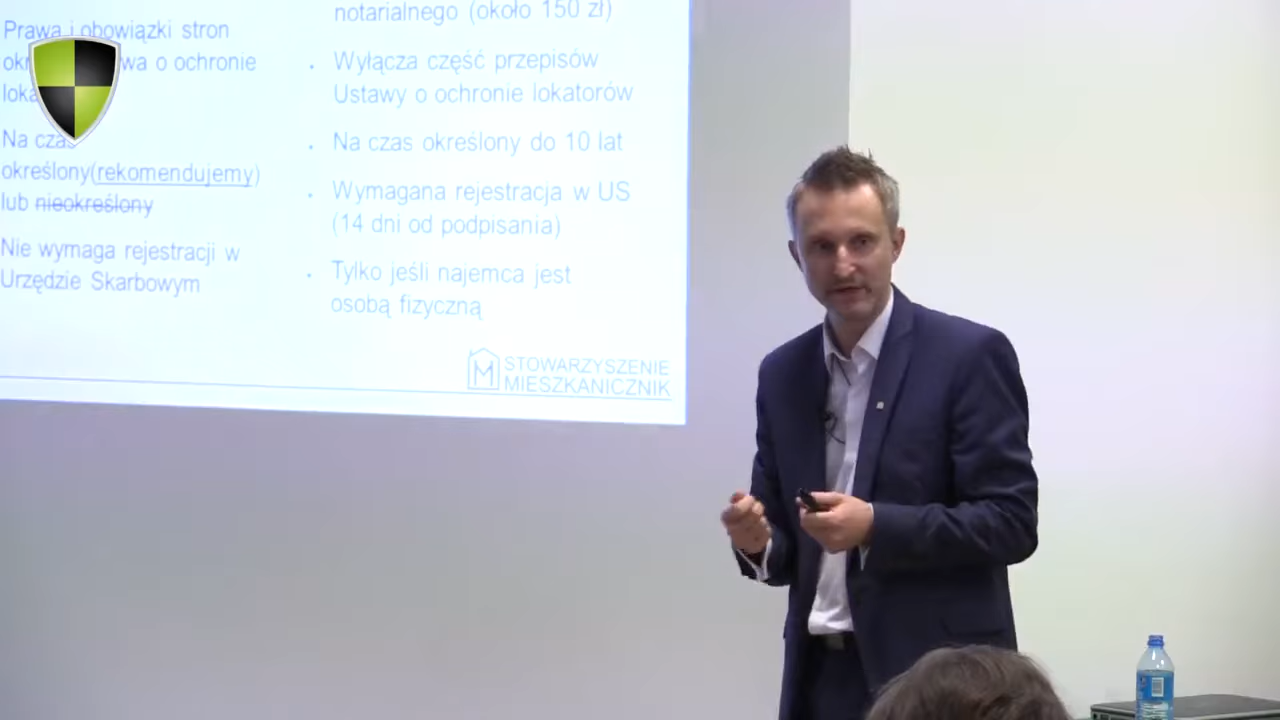 Prawa i obowiązki stron
wa o ochronie
Na czas
określony(rekomendujemy)
lub nieokreślony
Nie wymaga rejestracji w
Urzędzie Skarbowym
notarialnego (około 150 zł)
. Wyłącza część przepisów
Ustawy o ochronie lokatorów
. Na czas określony do 10 lat
. Wymagana rejestracja w US
(14 dni od podpisania)
. Tylko jeśli najemca jest
osobą fizyczną
M STOWARZYSZENIE
MIESZKANICZNIK